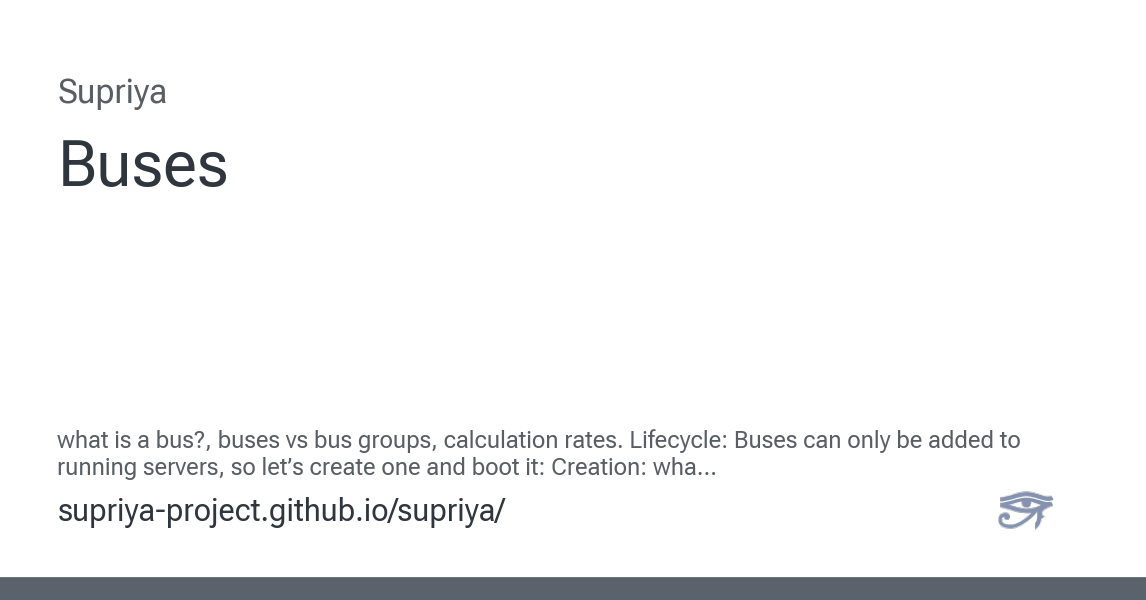 Supriya
Buses
what is a bus?, buses vs bus groups, calculation rates. Lifecycle: Buses can only be added to
running servers, so let’s create one and boot it: Creation: wha...
supriya-project.github.io/supriya/